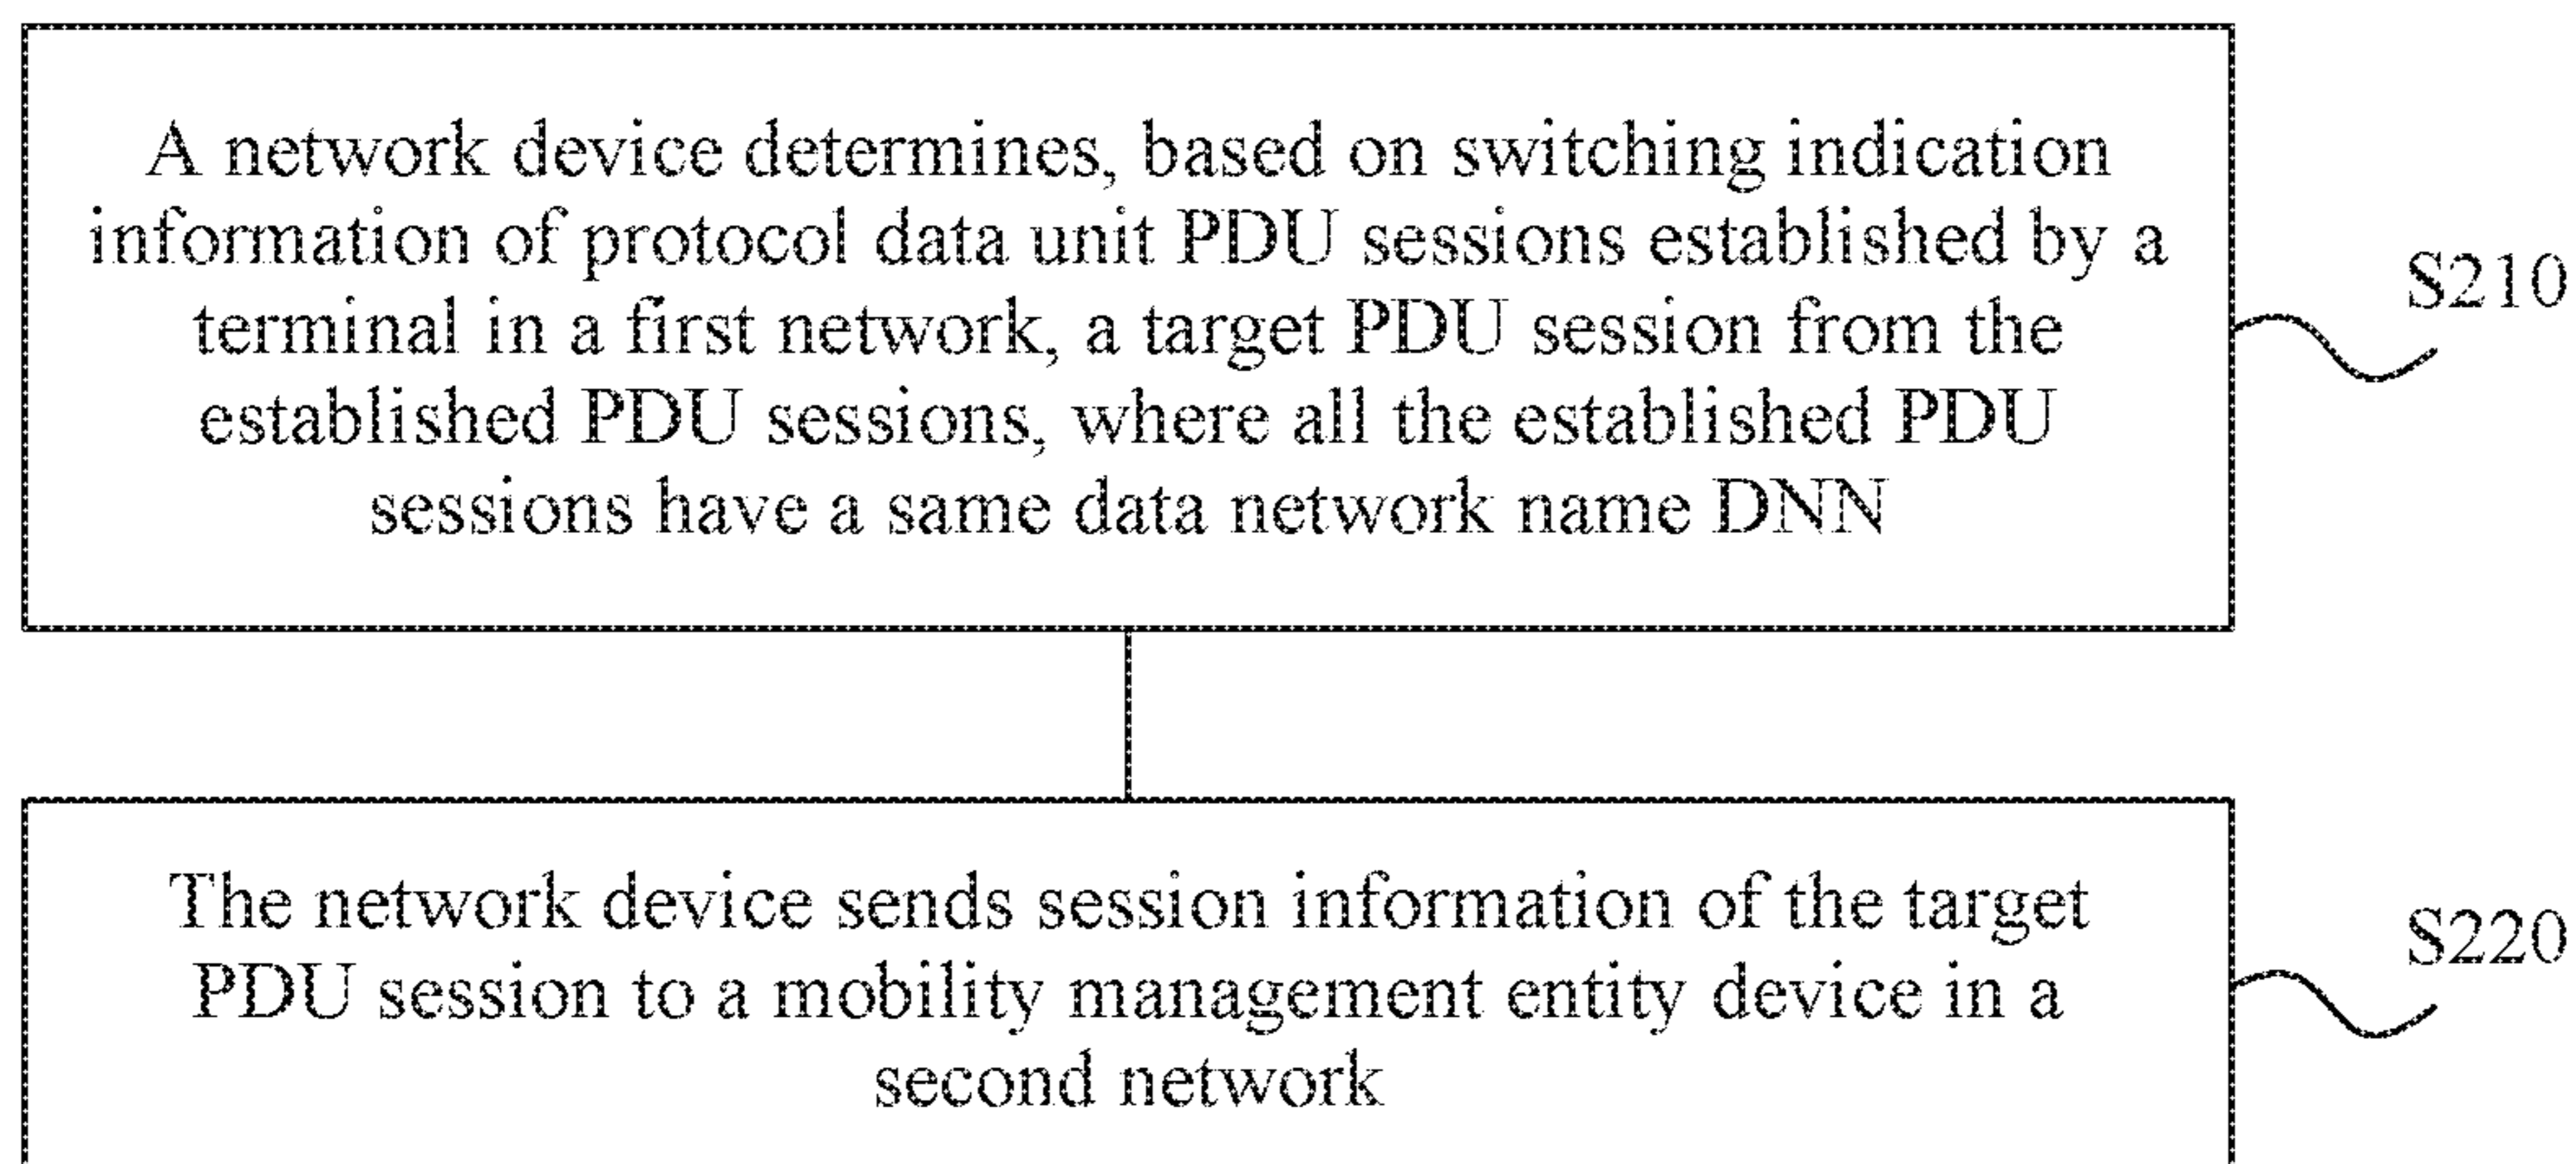 A network device determines, based on switching indication
information of protocol data unit PDU sessions established by a
terminal in a first network, a target PDU session from the
established PDU sessions, where all the established PDU
sessions have a same data network name DNN
S210
The network device sends session information of the target
PDU session to a mobility management entity device in a
second network
S220